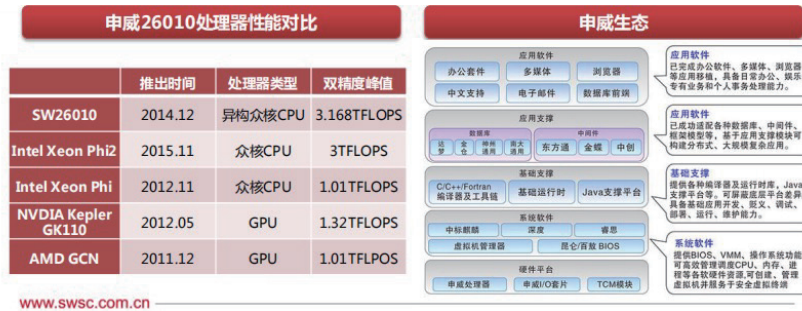 申威26010处理器性能对比
推出时间 处理器类型 双精度峰值
SW26010 2014.12 异构众核CPU 3.168TFLOPS
Intel Xeon Phi2 2015.11 众核CPU 3TFLOPS
Intel Xeon Phi 2012.11 众核CPU 1.01TFLOPS
NVDIA Kepler
GK110 2012.05 GPU 1.32TFLOPS
AMD GCN 2011.12 GPU 1.01TFLPOS
www.swsc.com.cn
申威生态
应用软件
办公套件 多媒体 浏览器
中文支持 电子邮件 数据库前端
应用支撑
数据库 中间件
达梦 金仓 神州通用 南大通用 东方通 金蝶 中创
基础支撑
C/C++/Fortran
编译器及工具链 基础运行时 Java支撑平台
系统软件
中标麒麟 深度 睿思
虚拟机管理器 昆仑/百敖 BIOS
硬件平台
申威处理器 申威I/O套片 TCM模块
应用软件
已完成办公软件、多媒体、浏览器
等应用移植,具备日常办公、娱乐
专有业务和个人事务处理能力。
应用软件
已成功适配各种数据库、中间件、
框架模型等,基于应用支撑模块可
构建分布式、大规模复杂应用。
基础支撑
提供各种编译器及运行时库,Java
支撑平台等。可屏蔽底层平台差异
具备基础应用开发、调试、
部署、运行、维护能力。
系统软件
提供BIOS、VMM、操作系统功能
可高效管理调度CPU、内存、进
程等各软硬件资源,可创建、管理
虚拟机并服务于安全虚拟终端